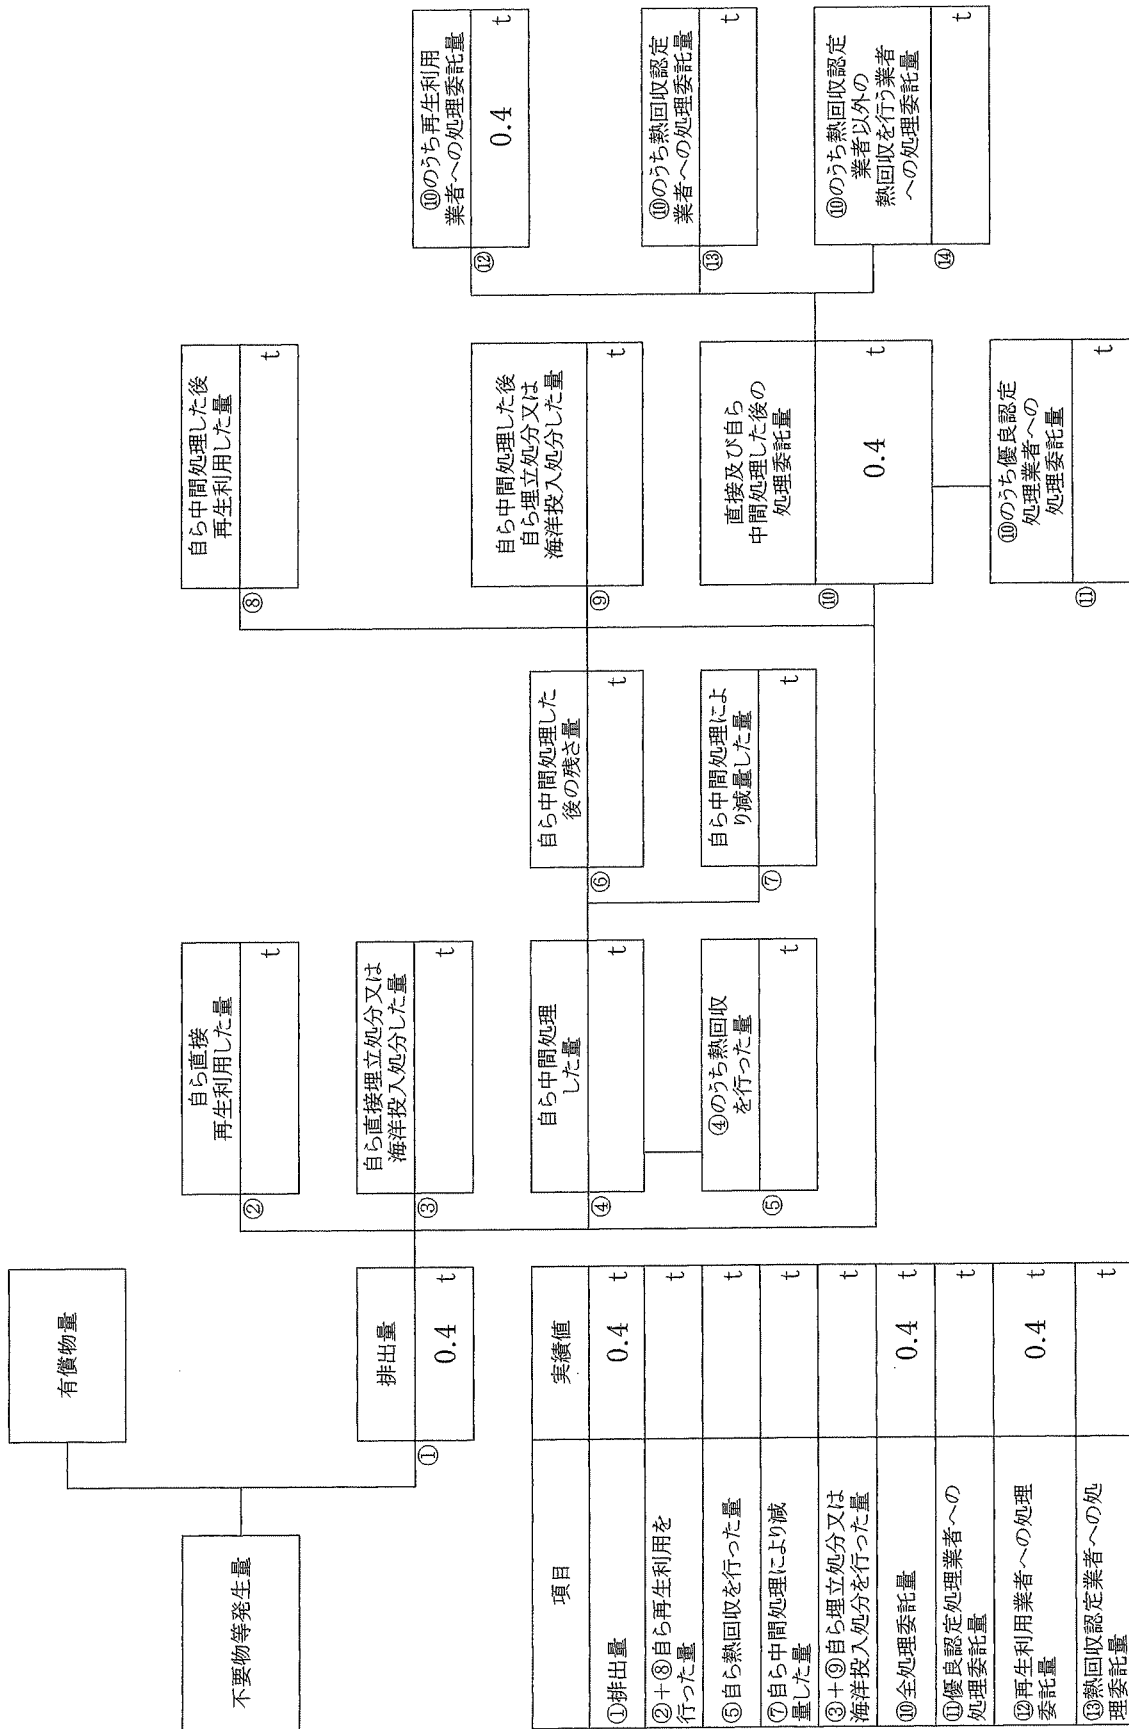 不要物等発生量
有償物量
排出量
①
0.4 t
自ら直接
再生利用した量
②
t
自ら直接埋立処分又は
海洋投入処分した量
③
t
自ら中間処理
した量
④
t
④のうち熱回収
を行った量
⑤
t
自ら中間処理した
後の残さ量
⑥
t
自ら中間処理によ
り減量した量
⑦
t
自ら中間処理した後
再生利用した量
⑧
t
自ら中間処理した後
自ら埋立処分又は
海洋投入処分した量
⑨
t
直接及び自ら
中間処理した後の
処理委託量
⑩
0.4 t
⑩のうち優良認定
処理業者への
処理委託量
⑪
t
⑩のうち再生利用
業者への処理委託量
⑫
0.4 t
⑩のうち熱回収認定
業者への処理委託量
⑬
t
⑩のうち熱回収認定
業者以外の
熱回収を行う業者
への処理委託量
⑭
t
項目 実績値
①排出量 0.4 t
②+⑧自ら再生利用を
行った量 t
⑤自ら熱回収を行った量 t
⑦自ら中間処理により減
量した量 t
③+⑨自ら埋立処分又は
海洋投入処分を行った量 t
⑩全処理委託量 0.4 t
⑪優良認定処理業者への
処理委託量 t
⑫再生利用業者への処理
委託量 0.4 t
⑬熱回収認定業者への処
理委託量 t